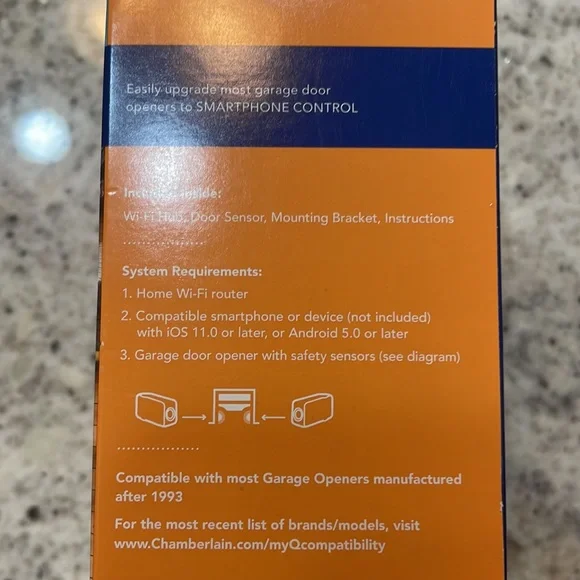 Easily upgrade most garage door
openers to SMARTPHONE CONTROL
Included Inside:
Wi-Fi Hub, Door Sensor, Mounting Bracket, Instructions
System Requirements:
1. Home Wi-Fi router
2. Compatible smartphone or device (not included)
with iOS 11.0 or later, or Android 5.0 or later
3. Garage door opener with safety sensors (see diagram)
Compatible with most Garage Openers manufactured
after 1993
For the most recent list of brands/models, visit
www.Chamberlain.com/myQcompatibility